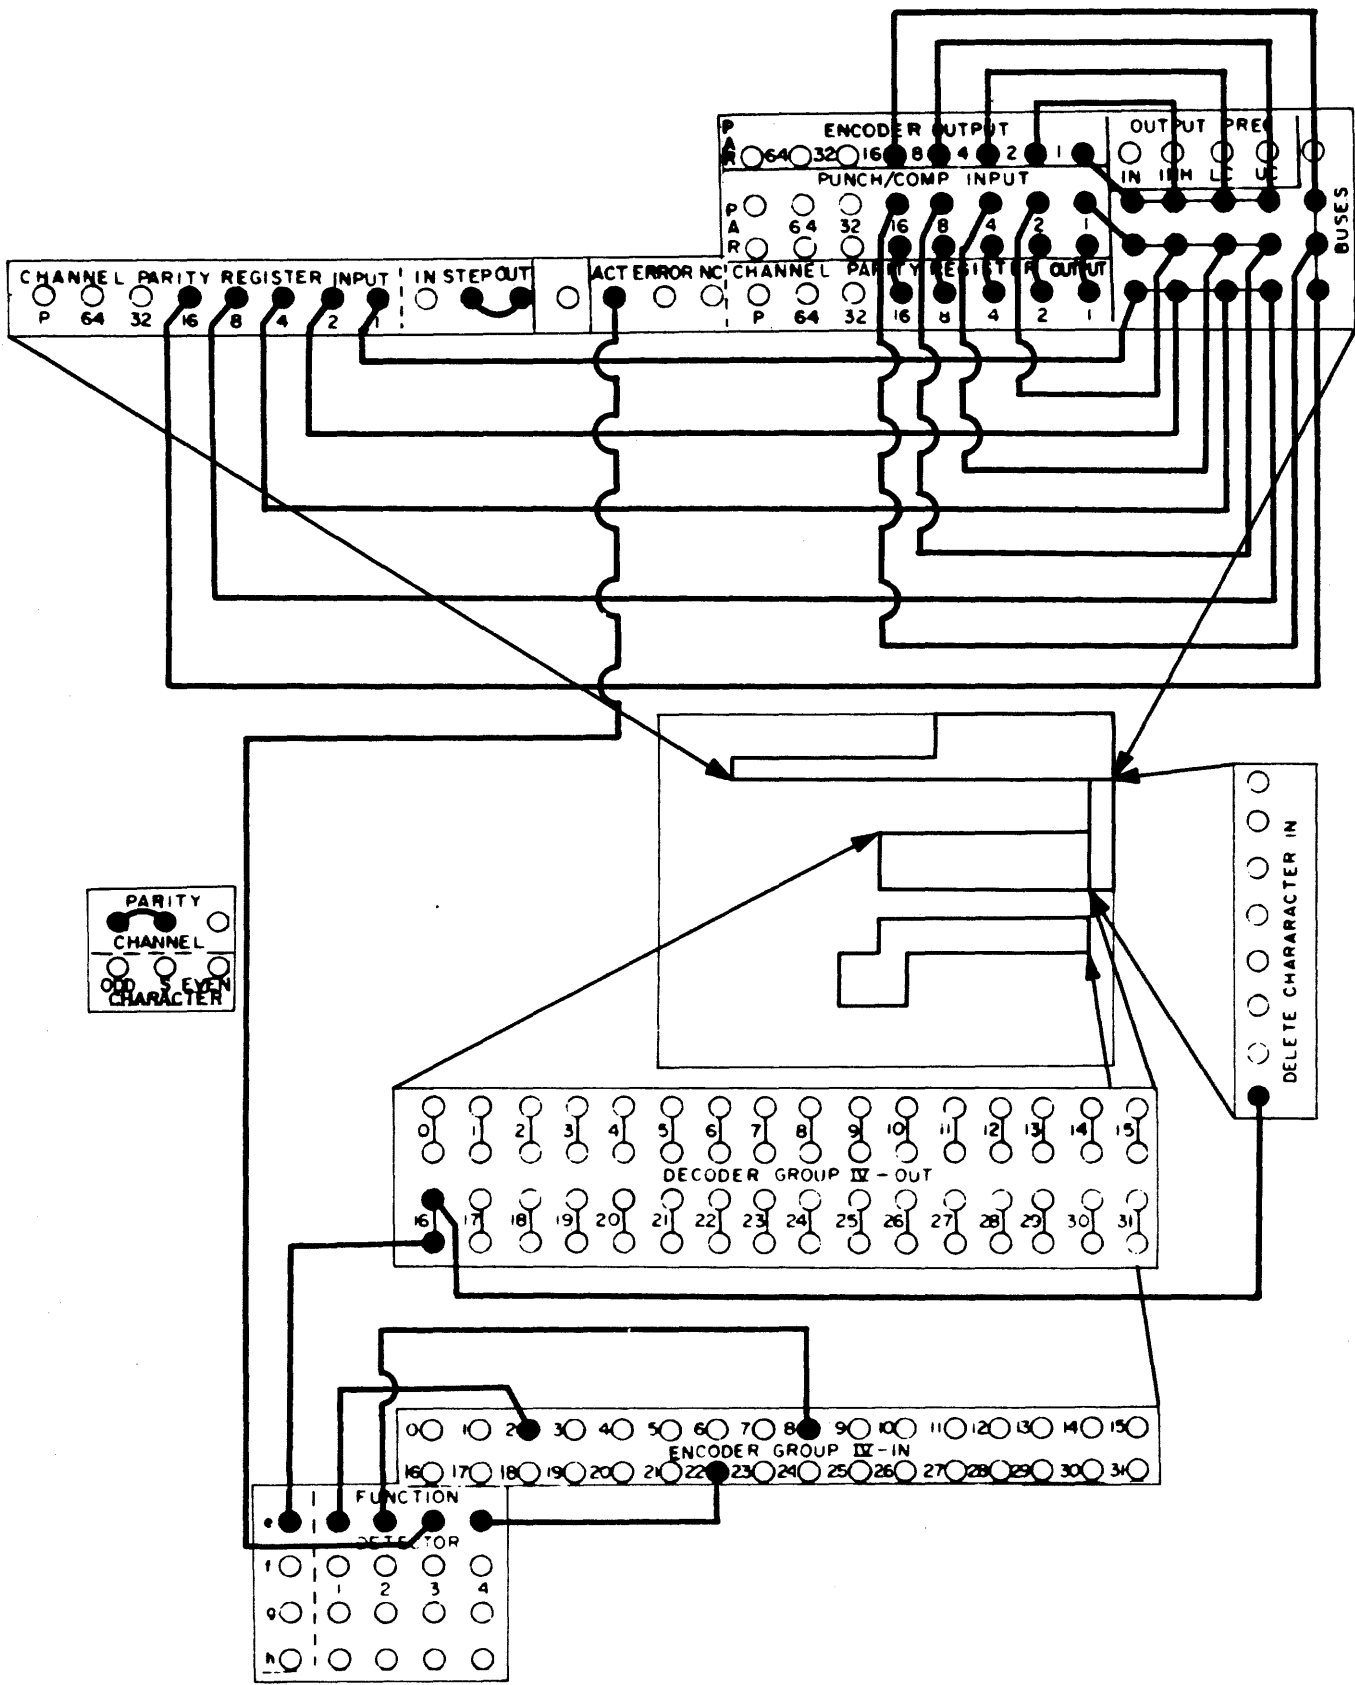 ENCODER OUTPUT
OUTPUT PREC
PAR 64 32 16 8 4 2 1
IN INH LC UC
PUNCH/COMP INPUT
PAR 64 32 16 8 4 2 1
BUSES
CHANNEL PARITY REGISTER INPUT
IN STEP OUT
ACT ERROR NC
CHANNEL PARITY REGISTER OUTPUT
P 64 32 16 8 4 2 1
P 64 32 16 8 4 2 1
DELETE CHARARACTER IN
PARITY
CHANNEL
ODD S EVEN
CHARACTER
0 1 2 3 4 5 6 7 8 9 10 11 12 13 14 15
DECODER GROUP IV - OUT
16 17 18 19 20 21 22 23 24 25 26 27 28 29 30 31
0 1 2 3 4 5 6 7 8 9 10 11 12 13 14 15
ENCODER GROUP IV - IN
16 17 18 19 20 21 22 23 24 25 26 27 28 29 30 31
FUNCTION
e
DETECTOR
f
1 2 3 4
g
h